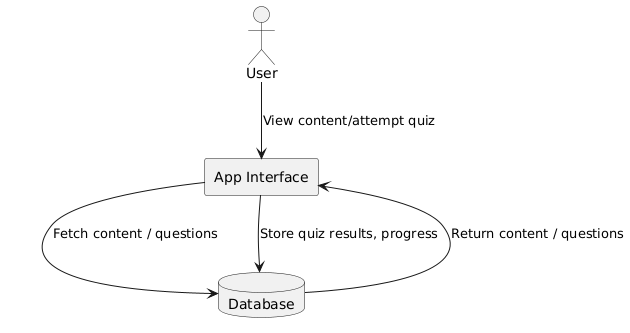 User
View content/attempt quiz
App Interface
Fetch content / questions
Store quiz results, progress
Return content / questions
Database